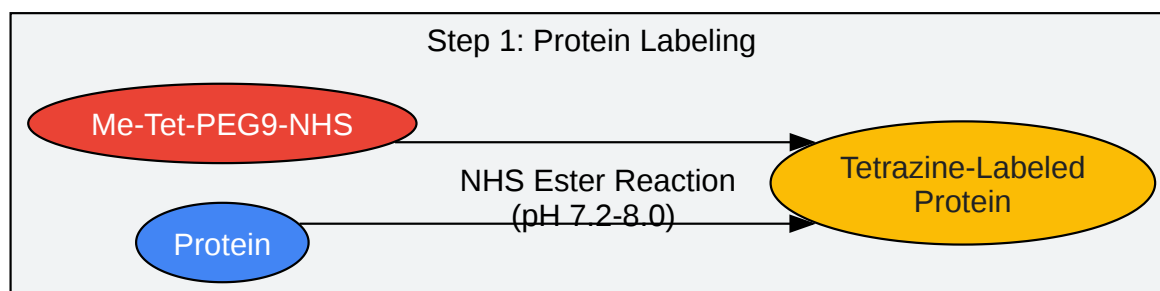 Step 1: Protein Labeling
Me-Tet-PEG9-NHS
NHS Ester Reaction
(pH 7.2-8.0)
Protein
Tetrazine-Labeled
Protein